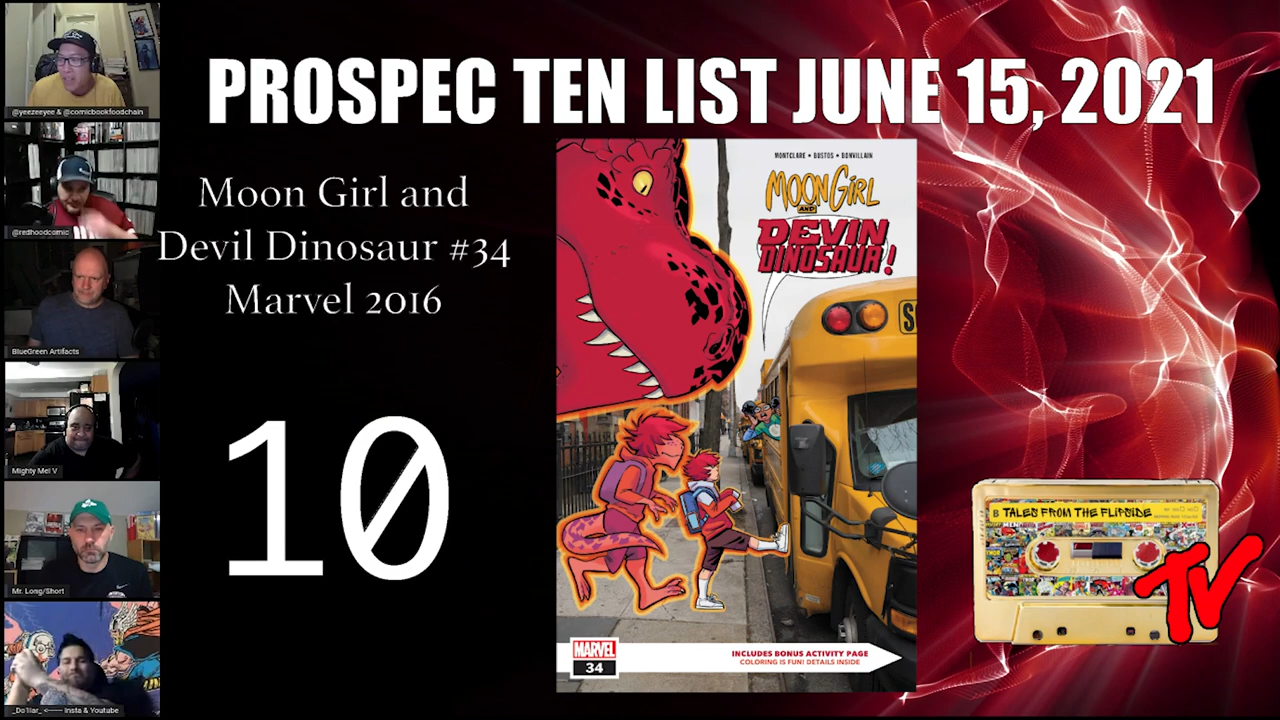 PROSPEC TEN LIST JUNE 15, 2021
Moon Girl and
Devil Dinosaur #34
Marvel 2016
10
MONTCLARE • BUSTOS • BONVILLAIN
MOON GIRL
AND
DEVIN
DINOSAUR!
MARVEL
34
INCLUDES BONUS ACTIVITY PAGE
COLORING IS FUN! DETAILS INSIDE
B TALES FROM THE FLIPSIDE
TV
@yeezeeyee & @comicbookfoodchain
@redhoodcomic
BlueGreen Artifacts
Mighty Mel V
Mr. Long/Short
_Do1lar_ <---- Insta & Youtube